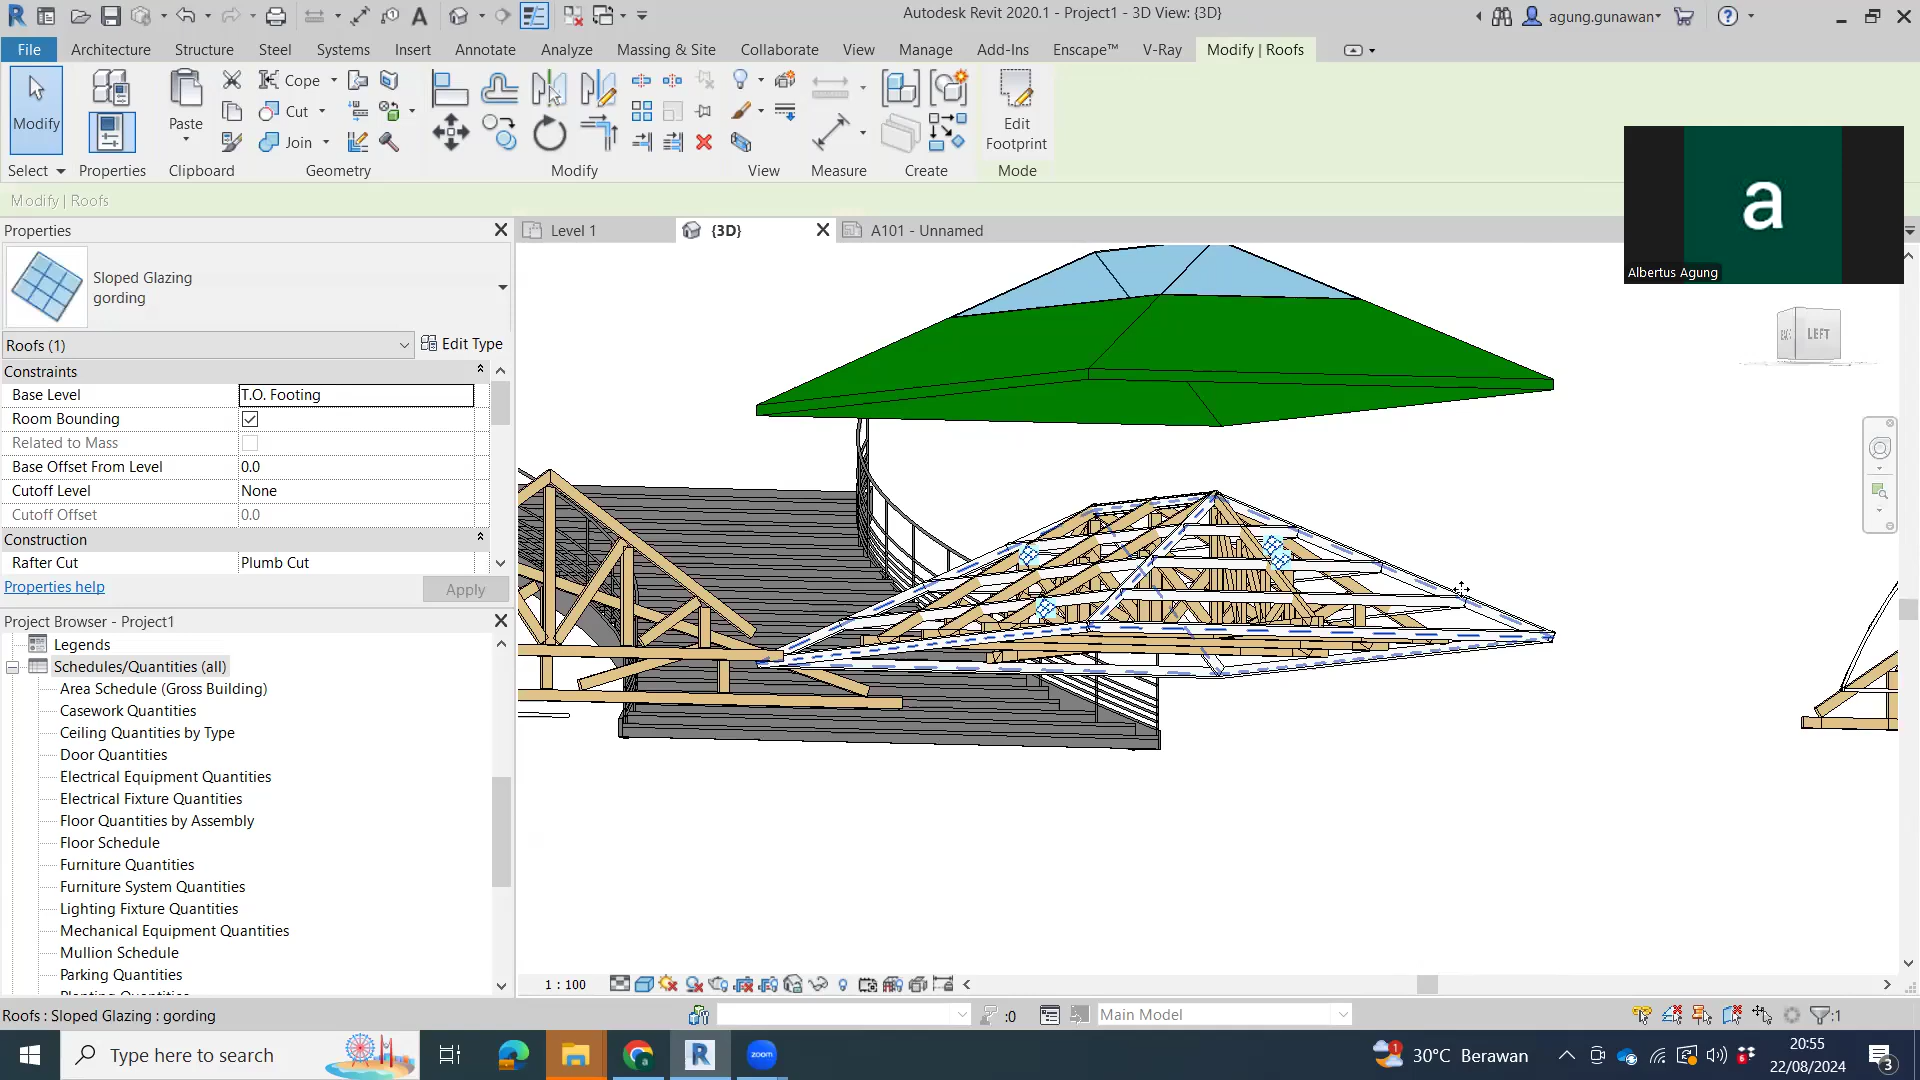 Autodesk Revit 2020.1 - Project1 - 3D View: {3D}
agung.gunawan
File
Architecture
Structure
Steel
Systems
Insert
Annotate
Analyze
Massing & Site
Collaborate
View
Manage
Add-Ins
Enscape™
V-Ray
Modify | Roofs
Modify
Paste
Cope
Cut
Join
Edit
Footprint
Select
Properties
Clipboard
Geometry
Modify
View
Measure
Create
Mode
Modify | Roofs
a
Albertus Agung
Properties
Level 1
{3D}
A101 - Unnamed
Sloped Glazing
gording
Roofs (1)
Edit Type
Constraints
Base Level
T.O. Footing
Room Bounding
Related to Mass
Base Offset From Level
0.0
Cutoff Level
None
Cutoff Offset
0.0
Construction
Rafter Cut
Plumb Cut
Properties help
Apply
LEFT
Project Browser - Project1
Legends
Schedules/Quantities (all)
Area Schedule (Gross Building)
Casework Quantities
Ceiling Quantities by Type
Door Quantities
Electrical Equipment Quantities
Electrical Fixture Quantities
Floor Quantities by Assembly
Floor Schedule
Furniture Quantities
Furniture System Quantities
Lighting Fixture Quantities
Mechanical Equipment Quantities
Mullion Schedule
Parking Quantities
1 : 100
Roofs : Sloped Glazing : gording
:0
Main Model
:1
Type here to search
zoom
1
30°C Berawan
20:55
22/08/2024
3